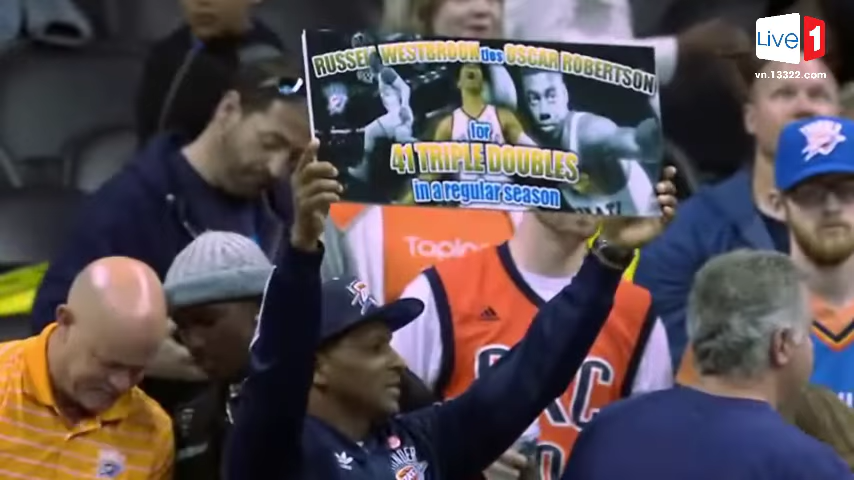 Live 1
vn.13322.com
RUSSELL WESTBROOK ties OSCAR ROBERTSON
for
41 TRIPLE DOUBLES
in a regular season